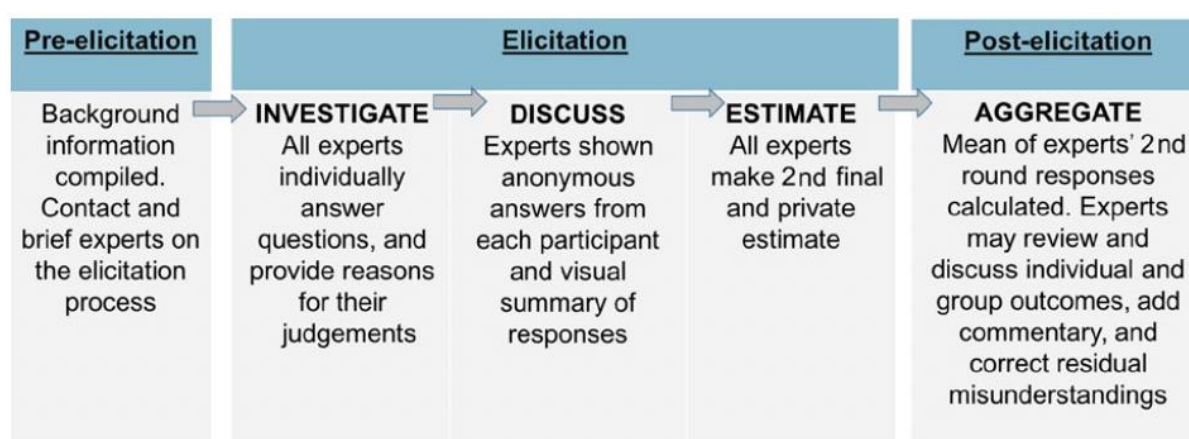 Pre-elicitation
Elicitation
Post-elicitation
Background
information
compiled.
Contact and
brief experts on
the elicitation
process
INVESTIGATE
All experts
individually
answer
questions, and
provide reasons
for their
judgements
DISCUSS
Experts shown
anonymous
answers from
each participant
and visual
summary of
responses
ESTIMATE
All experts
make 2nd final
and private
estimate
AGGREGATE
Mean of experts' 2nd
round responses
calculated. Experts
may review and
discuss individual and
group outcomes, add
commentary, and
correct residual
misunderstandings